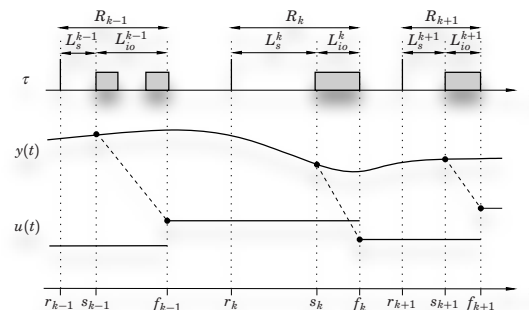 R_{k−1} R_k R_{k+1}
L_s^{k−1} L_{io}^{k−1} L_s^k L_{io}^k L_s^{k+1} L_{io}^{k+1}
τ
y(t)
u(t)
r_{k−1} s_{k−1} f_{k−1} r_k s_k f_k r_{k+1} s_{k+1} f_{k+1}